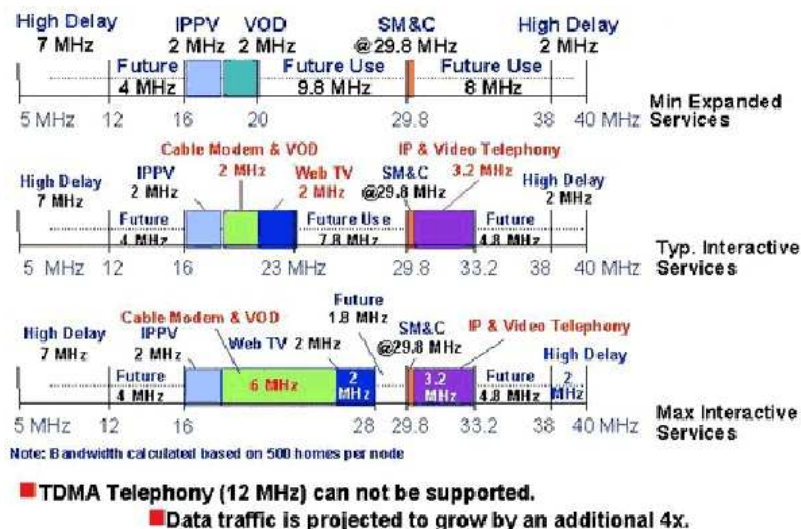 High Delay IPPV VOD SM&C High Delay
7 MHz 2 MHz 2 MHz @29.8 MHz 2 MHz
Future Future Use Future Use
4 MHz 9.8 MHz 8 MHz
Min Expanded
5 MHz 12 16 20 29.8 38 40 MHz Services
Cable Modem & VOD IP & Video Telephony
IPPV 2 MHz Web TV SM&C 3.2 MHz
High Delay 2 MHz 2 MHz @29.8 MHz High Delay
7 MHz 2 MHz
Future Future Use Future
4 MHz 7.8 MHz 4.8 MHz
Typ. Interactive
5 MHz 12 16 23 MHz 29.8 33.2 38 40 MHz Services
Future
1.8 MHz
Cable Modem & VOD SM&C IP & Video Telephony
High Delay IPPV Web TV 2 MHz @29.8 MHz
7 MHz 2 MHz High Delay
Future 6 MHz 2 MHz 3.2 MHz Future 2 MHz
4 MHz 4.8 MHz
Max Interactive
5 MHz 12 16 28 29.8 33.2 38 40 MHz Services
Note: Bandwidth calculated based on 500 homes per node
TDMA Telephony (12 MHz) can not be supported.
Data traffic is projected to grow by an additional 4x.